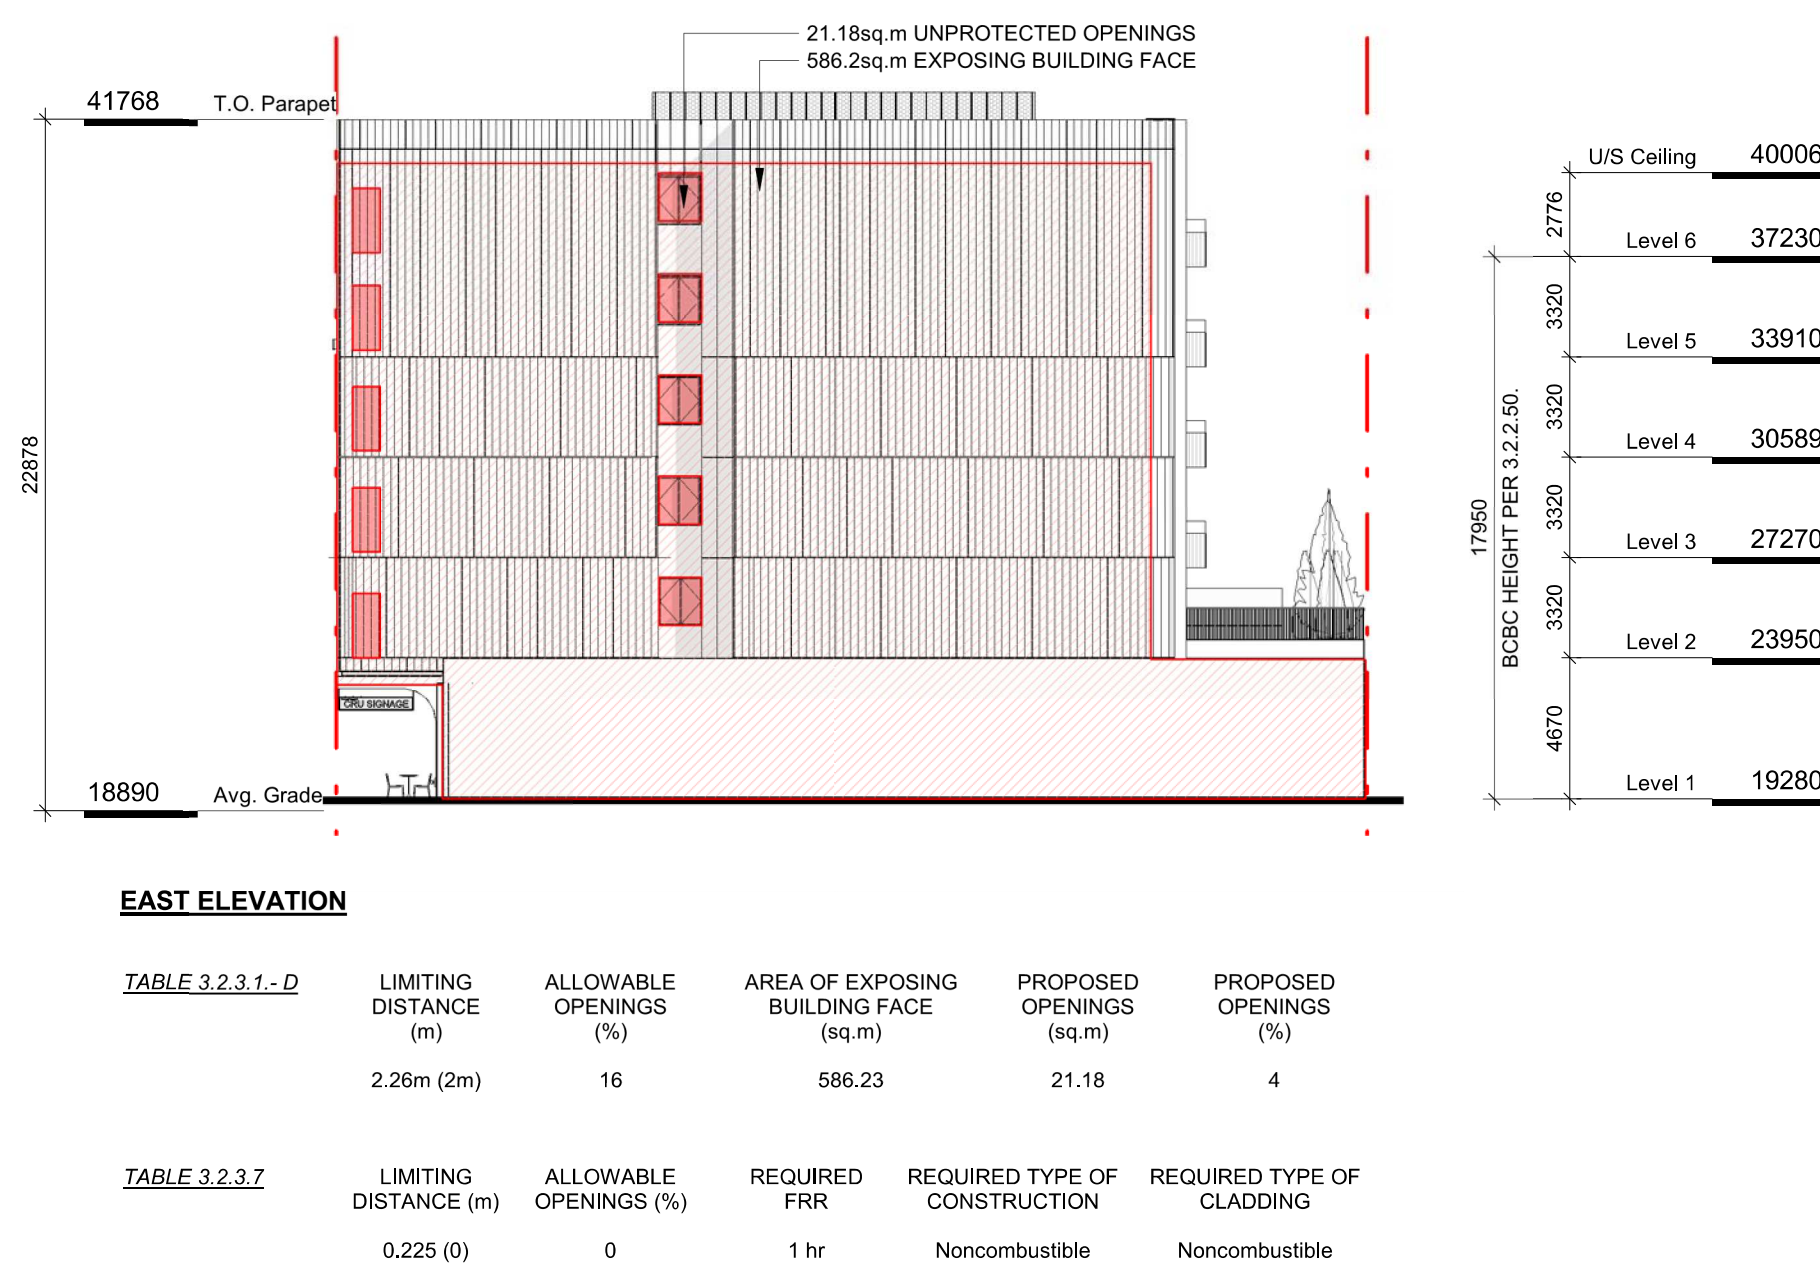 21.18sq.m UNPROTECTED OPENINGS
586.2sq.m EXPOSING BUILDING FACE
41768 T.O. Parapet
22878
18890 Avg. Grade
CRU SIGNAGE
U/S Ceiling 40006
2776
Level 6 37230
3320
Level 5 33910
3320
Level 4 30589
3320
Level 3 27270
3320
Level 2 23950
4670
Level 1 19280
17950
BCBC HEIGHT PER 3.2.2.50.
EAST ELEVATION
TABLE 3.2.3.1.- D
LIMITING DISTANCE (m)
ALLOWABLE OPENINGS (%)
AREA OF EXPOSING BUILDING FACE (sq.m)
PROPOSED OPENINGS (sq.m)
PROPOSED OPENINGS (%)
2.26m (2m) 16 586.23 21.18 4
TABLE 3.2.3.7
LIMITING DISTANCE (m)
ALLOWABLE OPENINGS (%)
REQUIRED FRR
REQUIRED TYPE OF CONSTRUCTION
REQUIRED TYPE OF CLADDING
0.225 (0) 0 1 hr Noncombustible Noncombustible